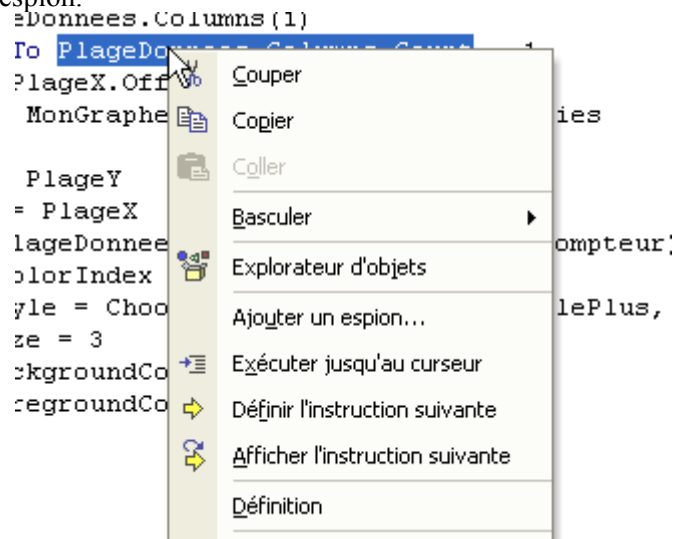 espion.
eDonnees.Columns(1)
To PlageDonnees.Columns.Count - 1
PlageX.Off
MonGraphe ies
PlageY
= PlageX
lageDonnee ompteur)
olorIndex
yle = Choo lePlus,
ze = 3
ckgroundCo
regroundCo
Couper
Copier
Coller
Basculer
Explorateur d'objets
Ajouter un espion...
Exécuter jusqu'au curseur
Définir l'instruction suivante
Afficher l'instruction suivante
Définition